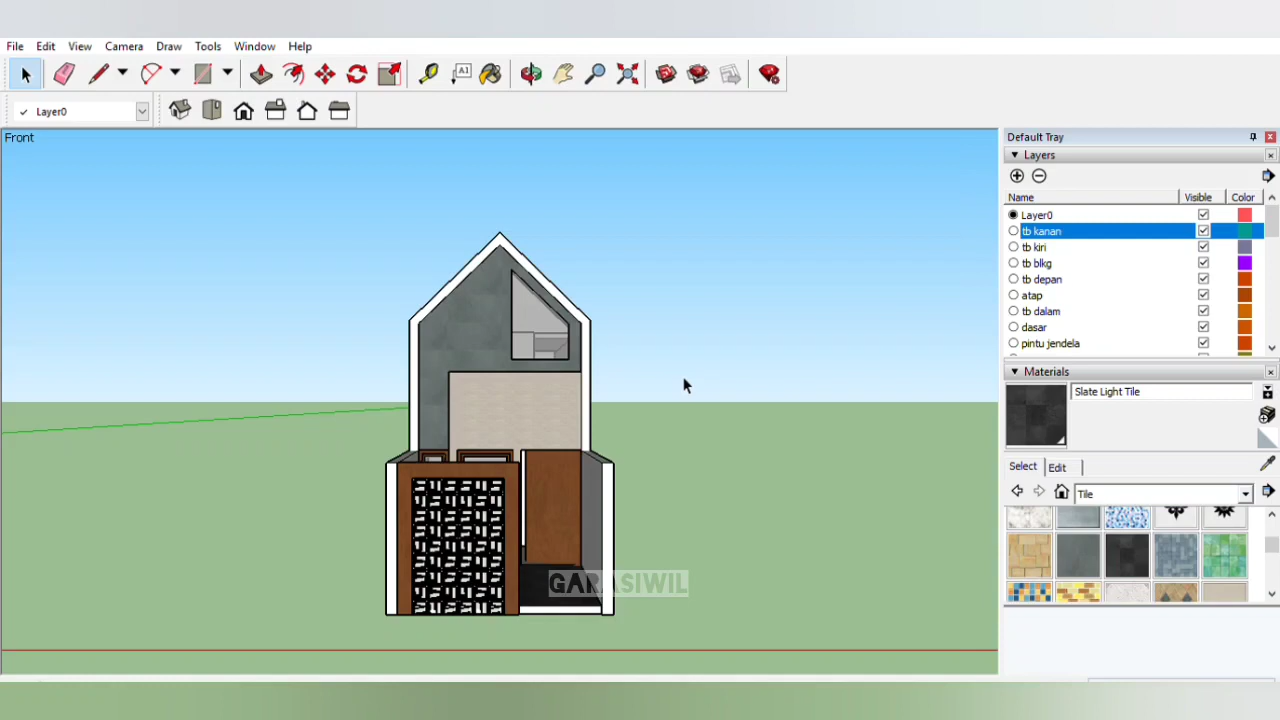 File Edit View Camera Draw Tools Window Help
Layer0
Front
Default Tray
Layers
Name Visible Color
Layer0
tb kanan
tb kiri
tb blkg
tb depan
atap
tb dalam
dasar
pintu jendela
Materials
Slate Light Tile
Select Edit
Tile
GARASIWIL